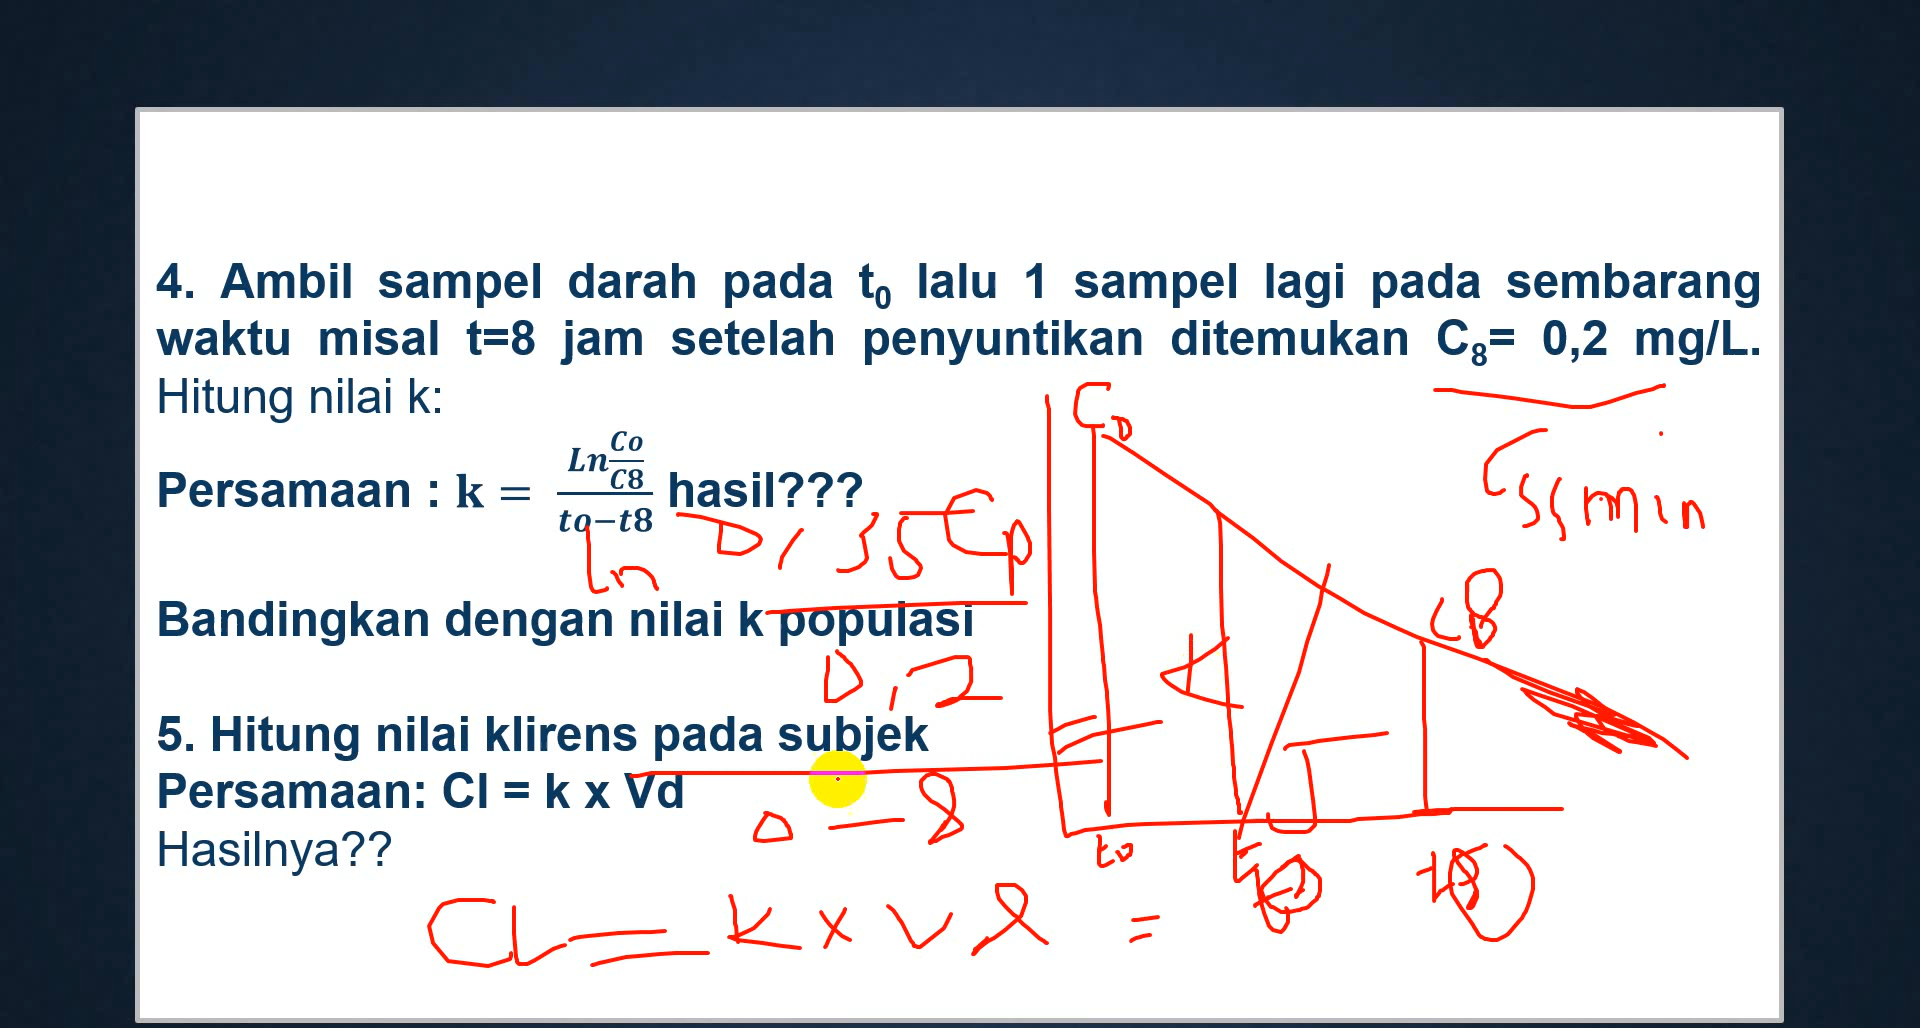 4. Ambil sampel darah pada t0 lalu 1 sampel lagi pada sembarang
waktu misal t=8 jam setelah penyuntikan ditemukan C8= 0,2 mg/L.
Hitung nilai k:
Persamaan : k = Ln Co/C8 / to−t8 hasil???
Bandingkan dengan nilai k populasi
5. Hitung nilai klirens pada subjek
Persamaan: Cl = k x Vd
Hasilnya??
Ln 0,35 Cp
0,2
0 - 8
CL = k x vd =
C0
C8
t0
t8
Cssmin